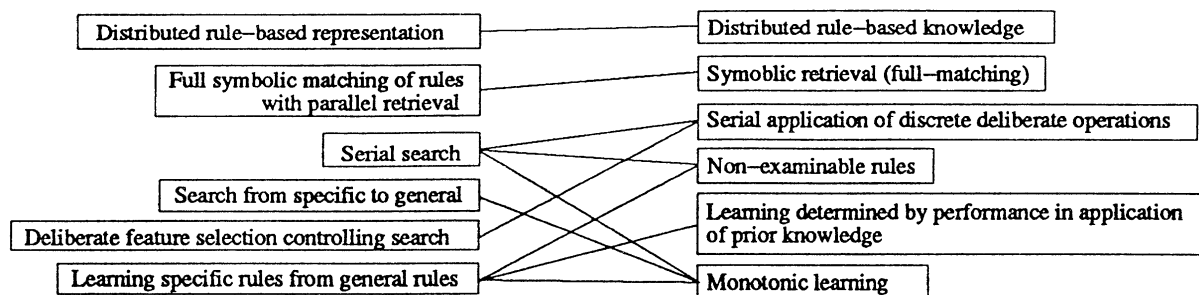 Distributed rule–based representation
Full symbolic matching of rules
with parallel retrieval
Serial search
Search from specific to general
Deliberate feature selection controlling search
Learning specific rules from general rules
Distributed rule–based knowledge
Symoblic retrieval (full–matching)
Serial application of discrete deliberate operations
Non–examinable rules
Learning determined by performance in application
of prior knowledge
Monotonic learning